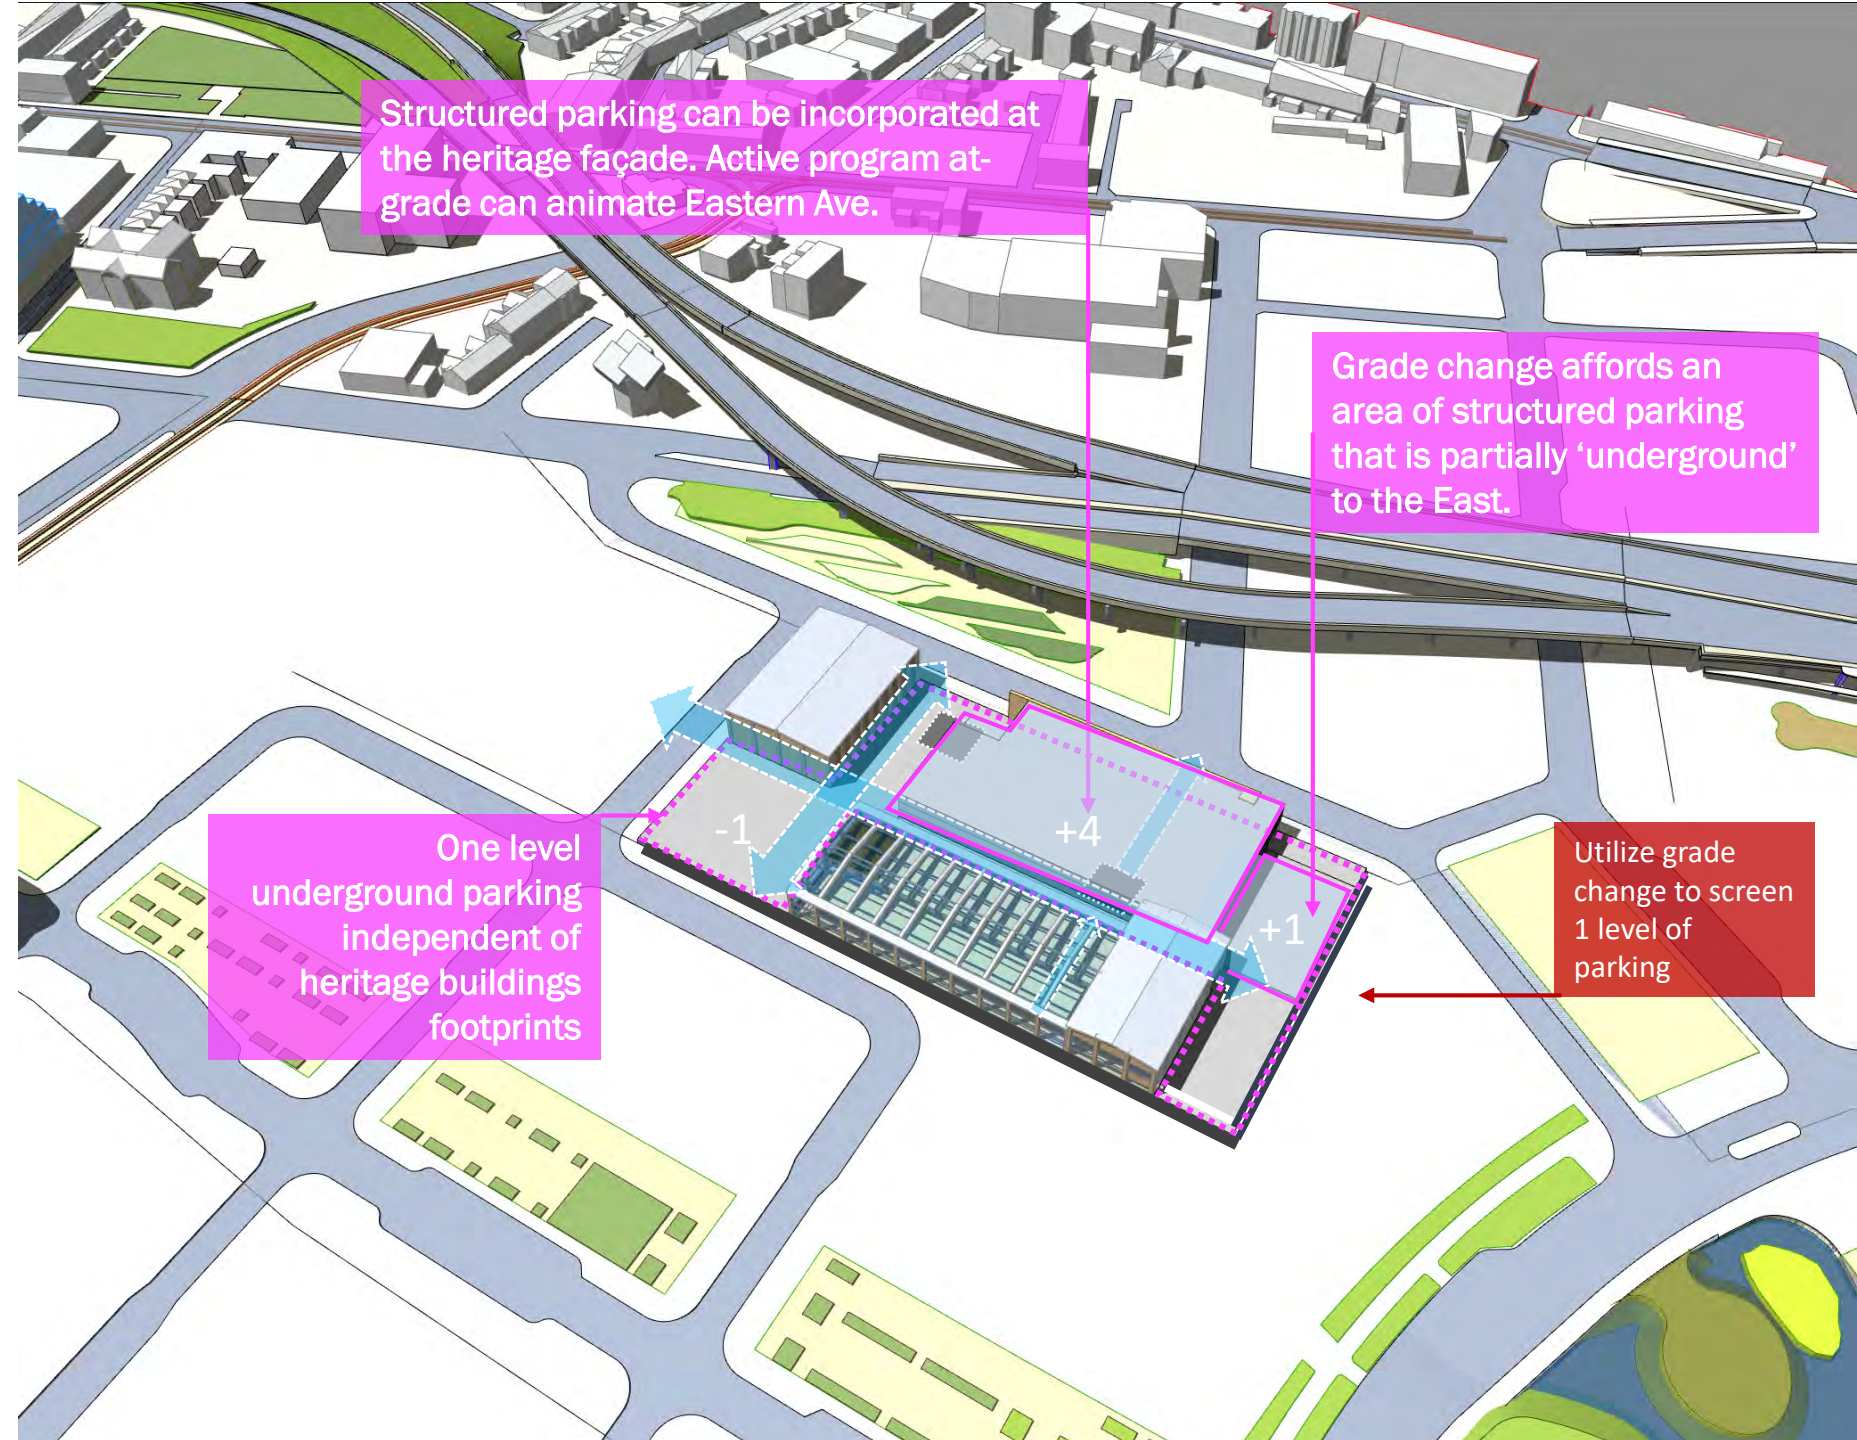 Structured parking can be incorporated at
the heritage façade. Active program at-
grade can animate Eastern Ave.
Grade change affords an
area of structured parking
that is partially ‘underground’
to the East.
-1
+4
One level
underground parking
independent of
heritage buildings
footprints
+1
Utilize grade
change to screen
1 level of
parking